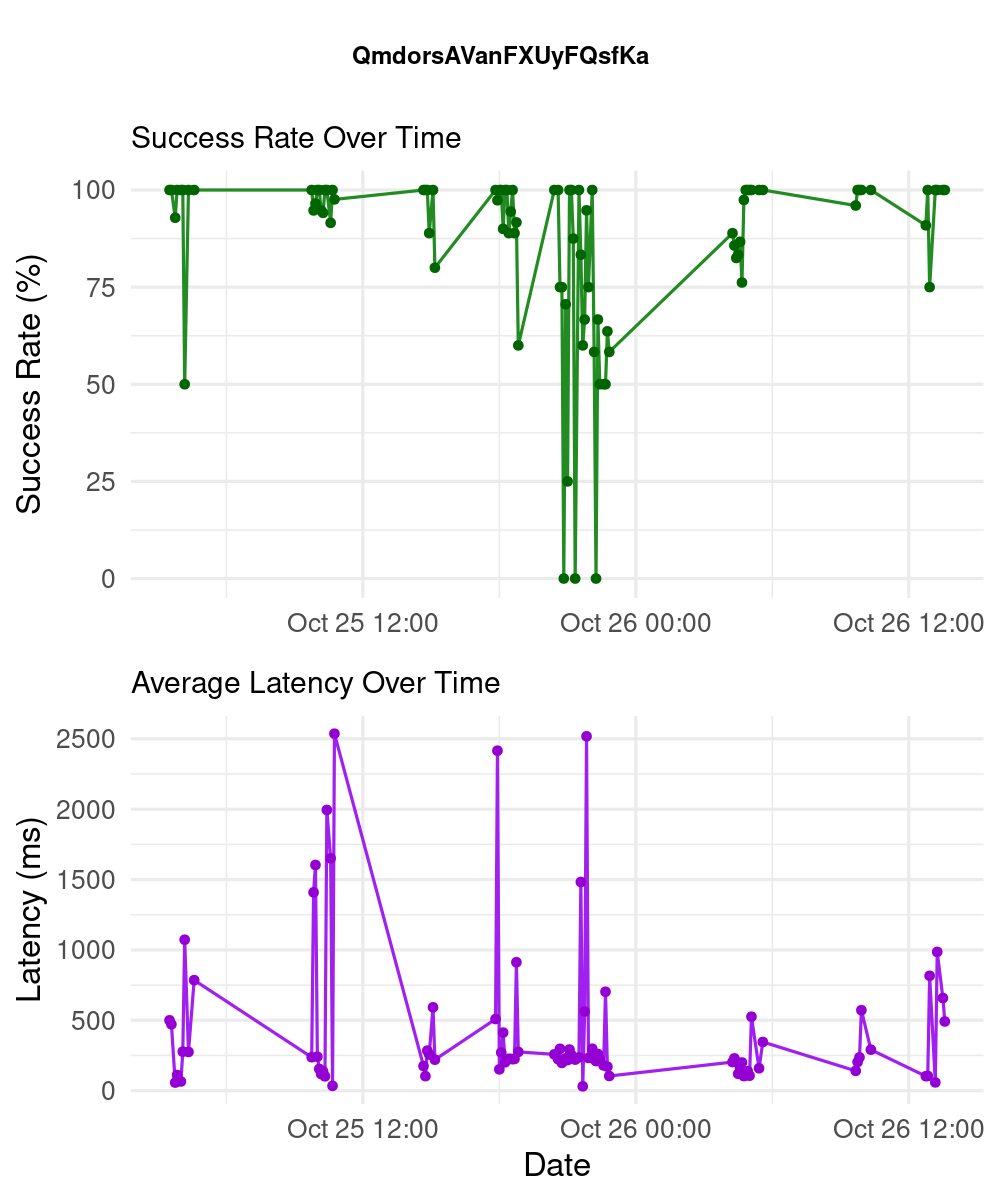 QmdorsAVanFXUyFQsfKa
Success Rate Over Time
Success Rate (%)
100
75
50
25
0
Oct 25 12:00
Oct 26 00:00
Oct 26 12:00
Average Latency Over Time
Latency (ms)
2500
2000
1500
1000
500
0
Oct 25 12:00
Oct 26 00:00
Oct 26 12:00
Date